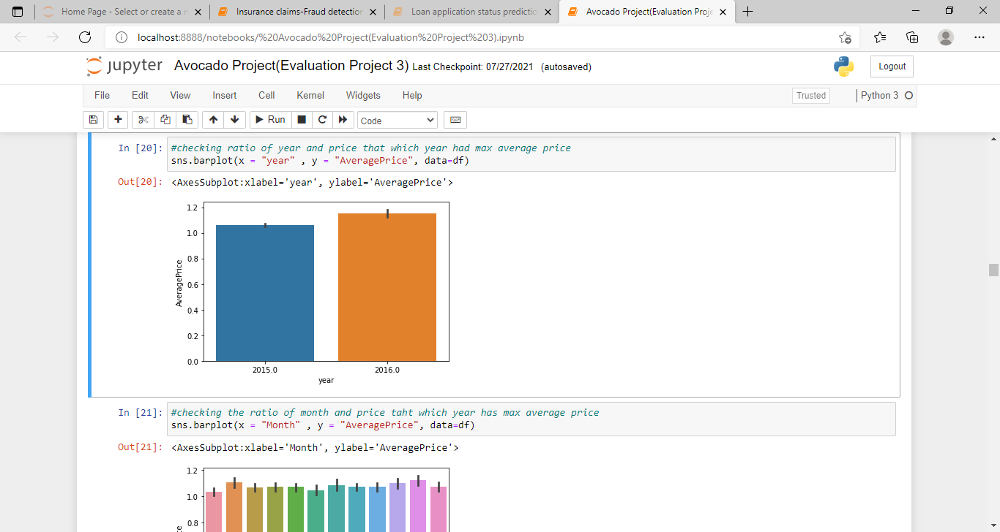 Home Page - Select or create a n
Insurance claims-Fraud detection
Loan application status predictio
Avocado Project(Evaluation Proje
localhost:8888/notebooks/%20Avocado%20Project(Evaluation%20Project%203).ipynb
jupyter Avocado Project(Evaluation Project 3) Last Checkpoint: 07/27/2021 (autosaved)
Logout
File Edit View Insert Cell Kernel Widgets Help
Trusted
Python 3
Run
Code
In [20]: #checking ratio of year and price that which year had max average price
sns.barplot(x = "year" , y = "AveragePrice", data=df)
Out[20]: <AxesSubplot:xlabel='year', ylabel='AveragePrice'>
1.2
1.0
0.8
0.6
0.4
0.2
0.0
AveragePrice
2015.0 2016.0
year
In [21]: #checking the ratio of month and price taht which year has max average price
sns.barplot(x = "Month" , y = "AveragePrice", data=df)
Out[21]: <AxesSubplot:xlabel='Month', ylabel='AveragePrice'>
1.2
1.0
0.8